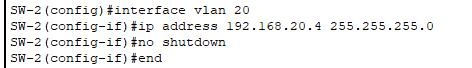 SW-2(config)#interface vlan 20
SW-2(config-if)#ip address 192.168.20.4 255.255.255.0
SW-2(config-if)#no shutdown
SW-2(config-if)#end